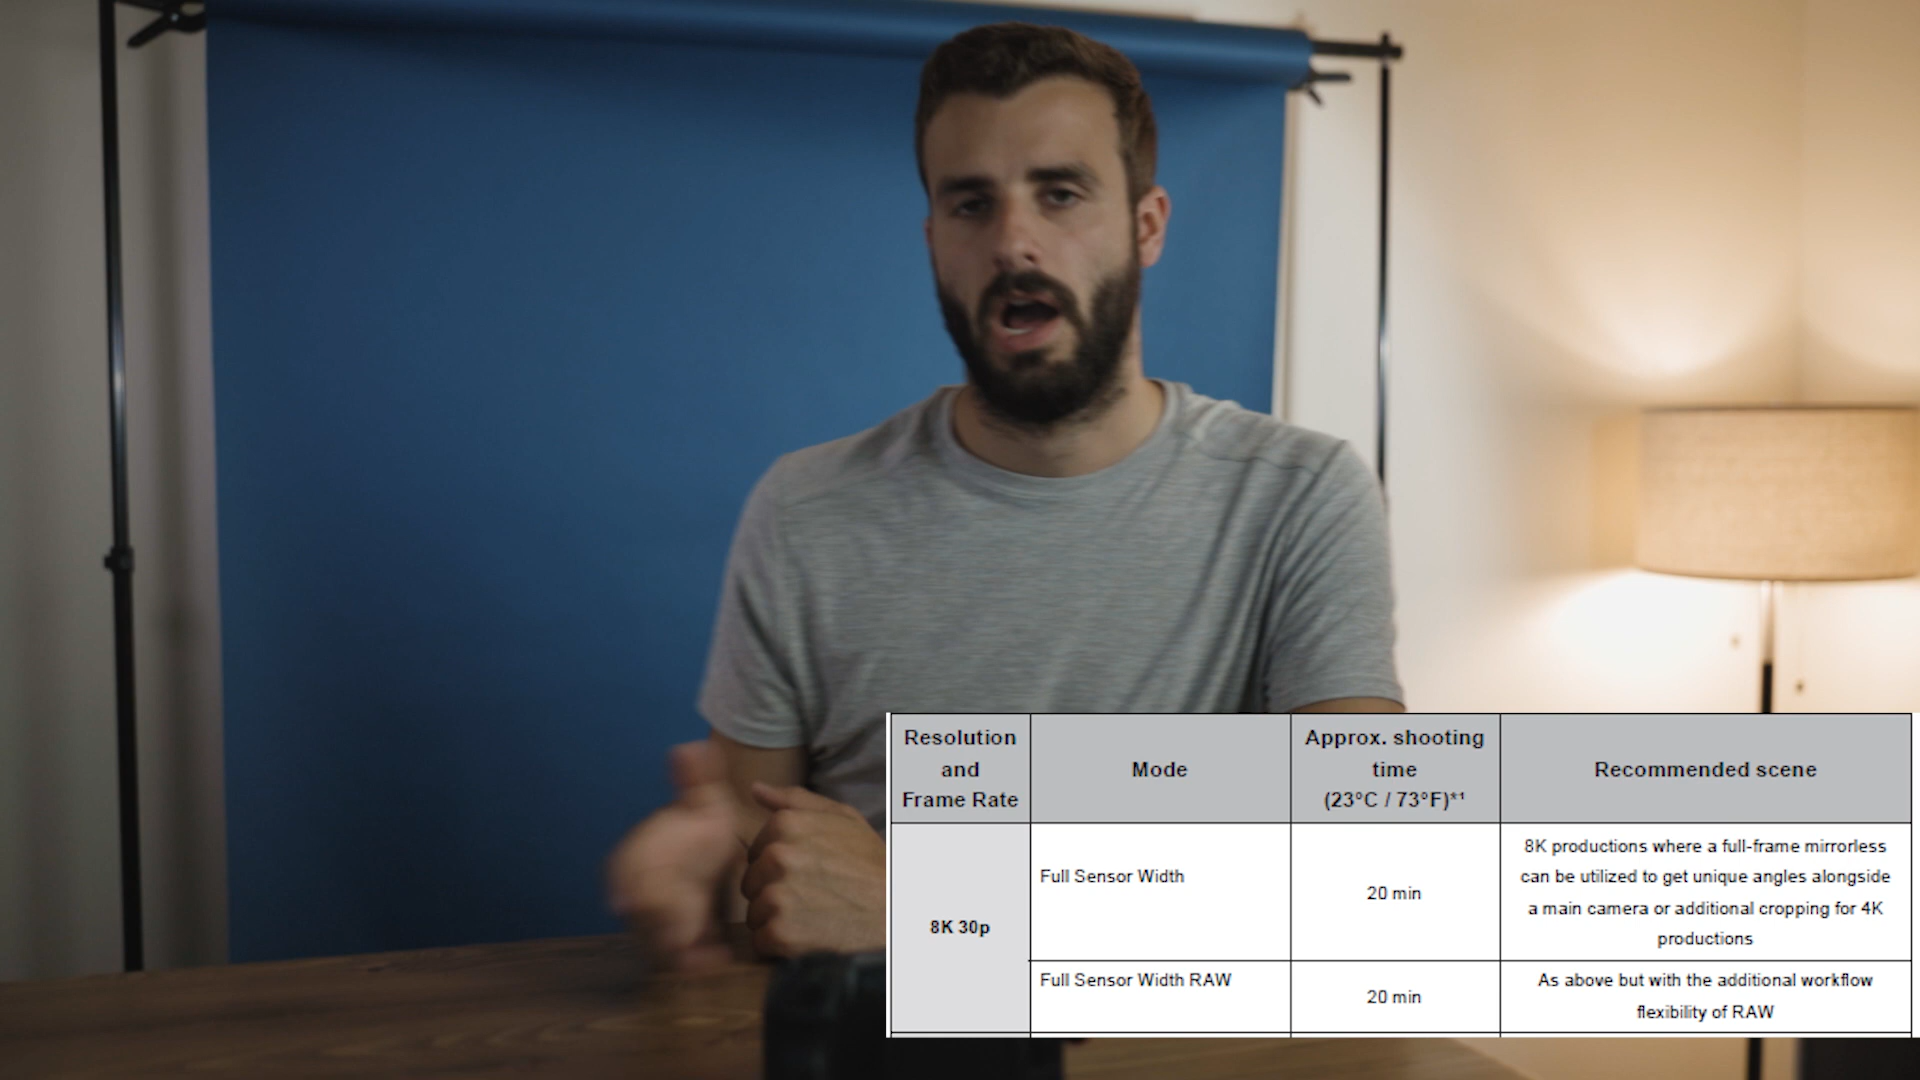 Resolution
and
Frame Rate
Mode
Approx. shooting
time
(23°C / 73°F)*¹
Recommended scene
8K 30p
Full Sensor Width
20 min
8K productions where a full-frame mirrorless
can be utilized to get unique angles alongside
a main camera or additional cropping for 4K
productions
Full Sensor Width RAW
20 min
As above but with the additional workflow
flexibility of RAW